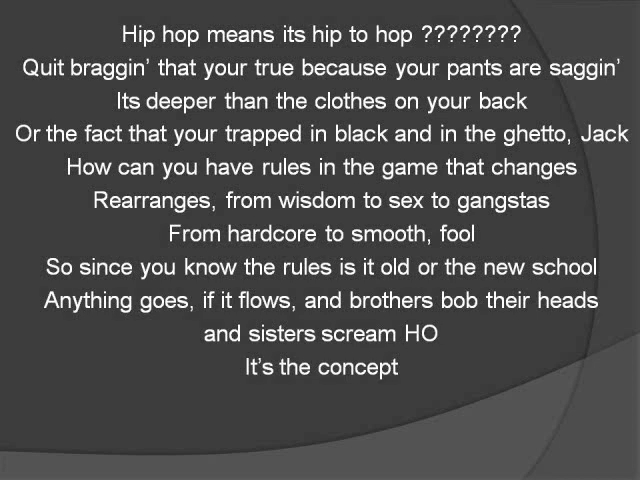 Hip hop means its hip to hop ????????
Quit braggin’ that your true because your pants are saggin’
Its deeper than the clothes on your back
Or the fact that your trapped in black and in the ghetto, Jack
How can you have rules in the game that changes
Rearranges, from wisdom to sex to gangstas
From hardcore to smooth, fool
So since you know the rules is it old or the new school
Anything goes, if it flows, and brothers bob their heads
and sisters scream HO
It’s the concept